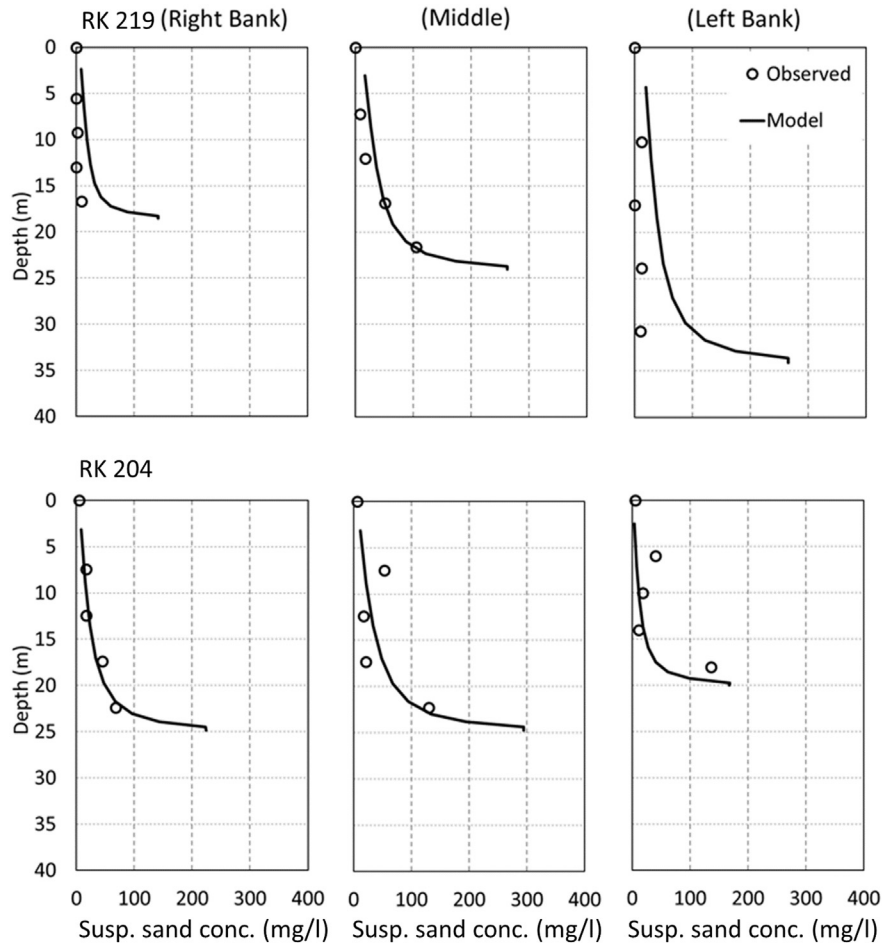 RK 219 (Right Bank)
(Middle)
(Left Bank)
0
5
10
15
20
25
30
35
40
Depth (m)
Observed
Model
RK 204
0
5
10
15
20
25
30
35
40
Depth (m)
0 100 200 300 400
0 100 200 300 400
0 100 200 300 400
Susp. sand conc. (mg/l)
Susp. sand conc. (mg/l)
Susp. sand conc. (mg/l)